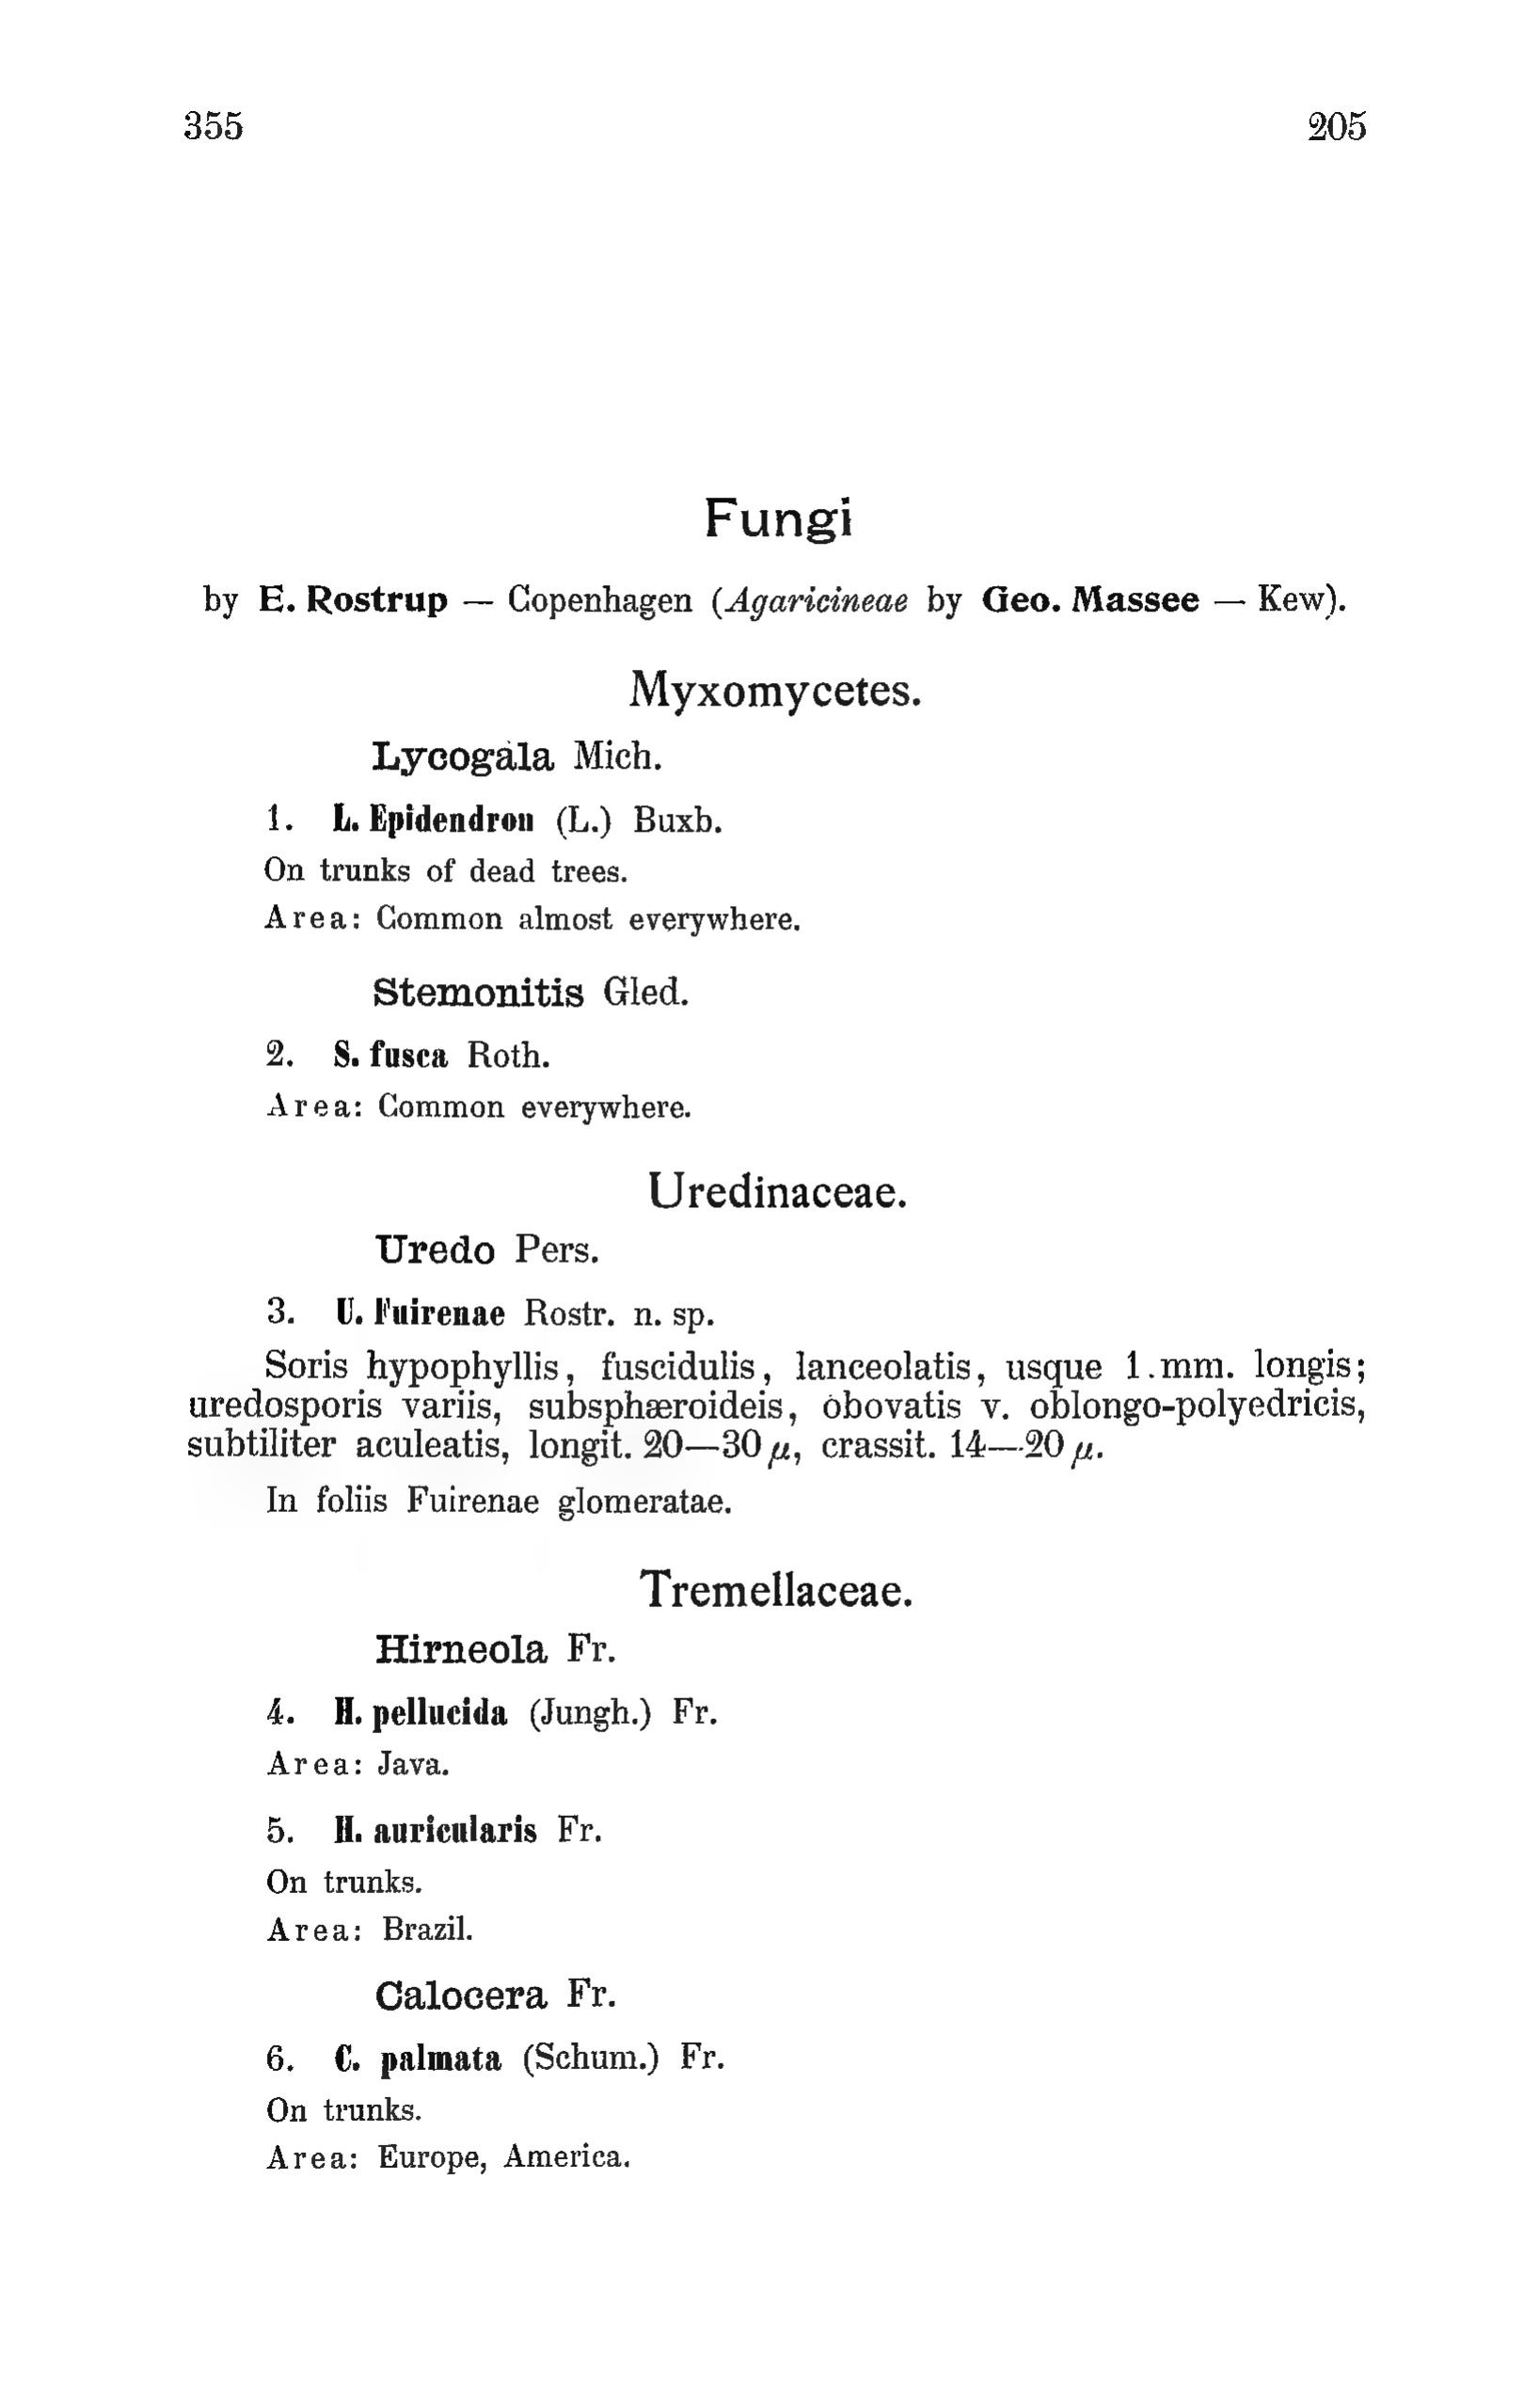 355 205
Fungi
by E. Rostrup — Copenhagen (Agaricineae by Geo. Massee — Kew).
Myxomycetes.
Lycogala Mich.
1. L. Epidendron (L.) Buxb.
On trunks of dead trees.
Area: Common almost everywhere.
Stemonitis Gled.
2. S. fusca Roth.
Area: Common everywhere.
Uredinaceae.
Uredo Pers.
3. U. Fuirenae Rostr. n. sp.
Soris hypophyllis, fuscidulis, lanceolatis, usque 1.mm. longis;
uredosporis variis, subsphæroideis, obovatis v. oblongo-polyedricis,
subtiliter aculeatis, longit. 20—30 μ, crassit. 14—20 μ.
In foliis Fuirenae glomeratae.
Tremellaceae.
Hirneola Fr.
4. H. pellucida (Jungh.) Fr.
Area: Java.
5. H. auricularis Fr.
On trunks.
Area: Brazil.
Calocera Fr.
6. C. palmata (Schum.) Fr.
On trunks.
Area: Europe, America.